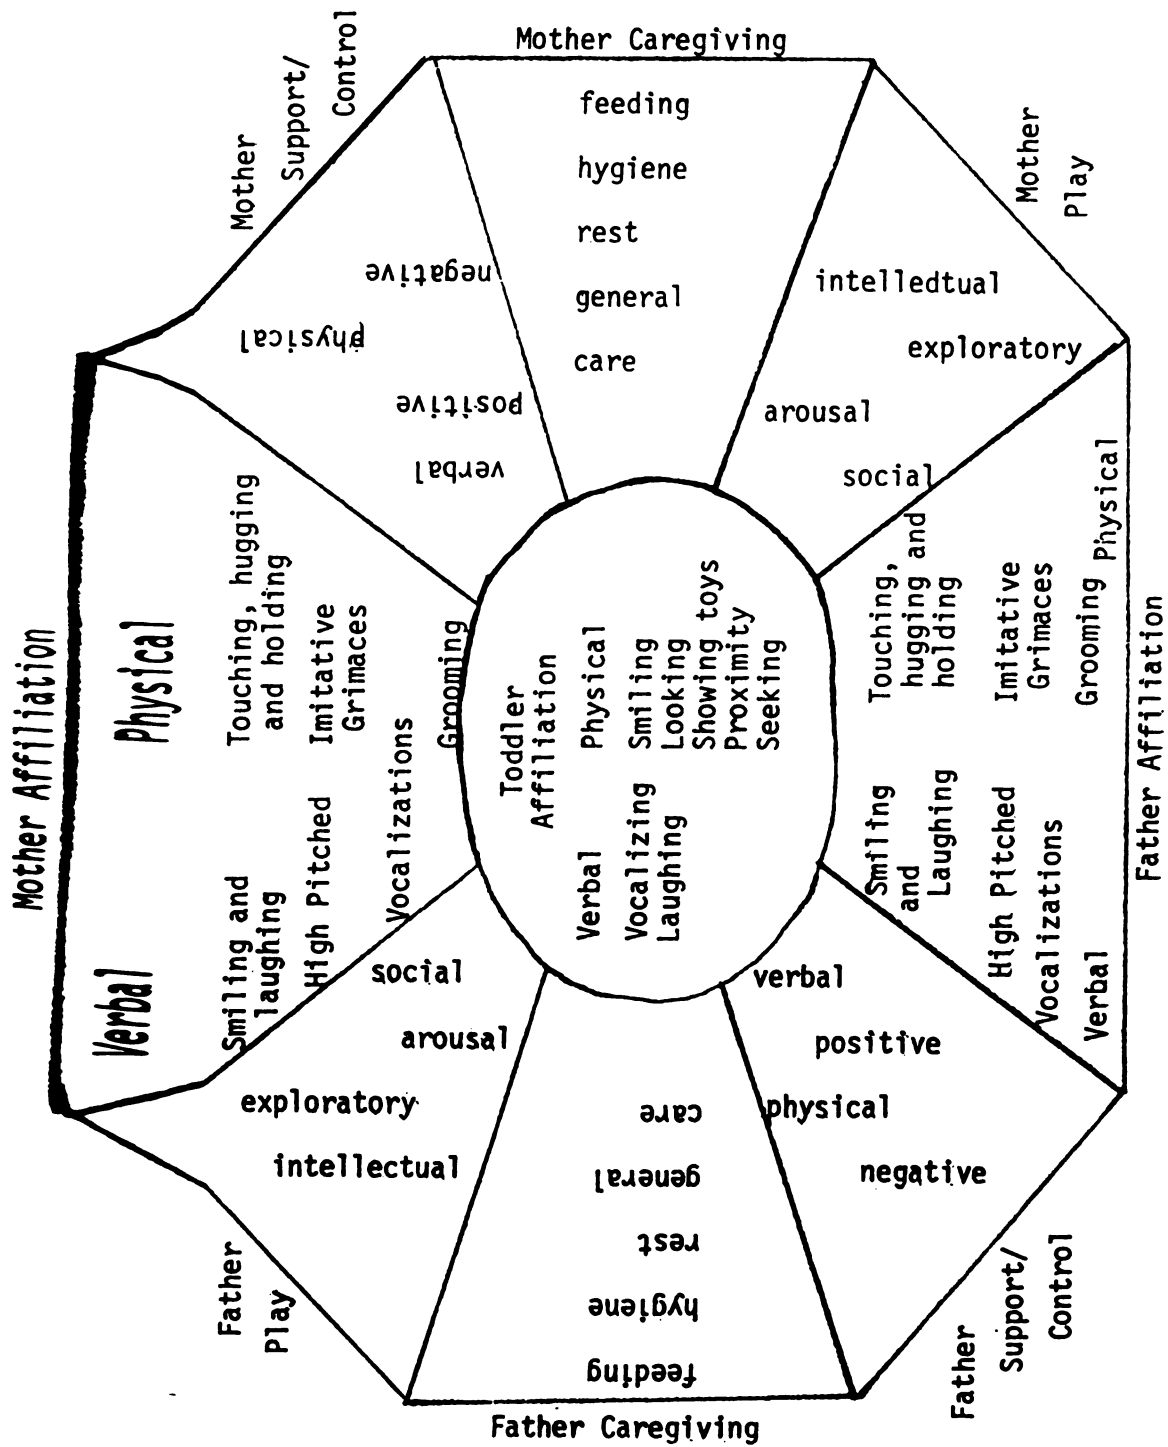 Mother Caregiving
feeding
hygiene
rest
general
care
Mother
Support/
Control
negative
physical
positive
verbal
Mother
Play
intelledtual
exploratory
arousal
social
Mother Affiliation
Physical
Touching, hugging
and holding
Imitative
Grimaces
Grooming
Verbal
Smiling and
laughing
High Pitched
Vocalizations
Toddler
Affiliation
Physical
Smiling
Looking
Showing toys
Proximity
Seeking
Verbal
Vocalizing
Laughing
Father Affiliation
Physical
Touching, and
hugging and
holding
Imitative
Grimaces
Grooming
Smiling
and
Laughing
High Pitched
Vocalizations
Verbal
Father
Play
social
arousal
exploratory
intellectual
Father Caregiving
feeding
hygiene
rest
general
care
Father
Support/
Control
verbal
positive
physical
negative